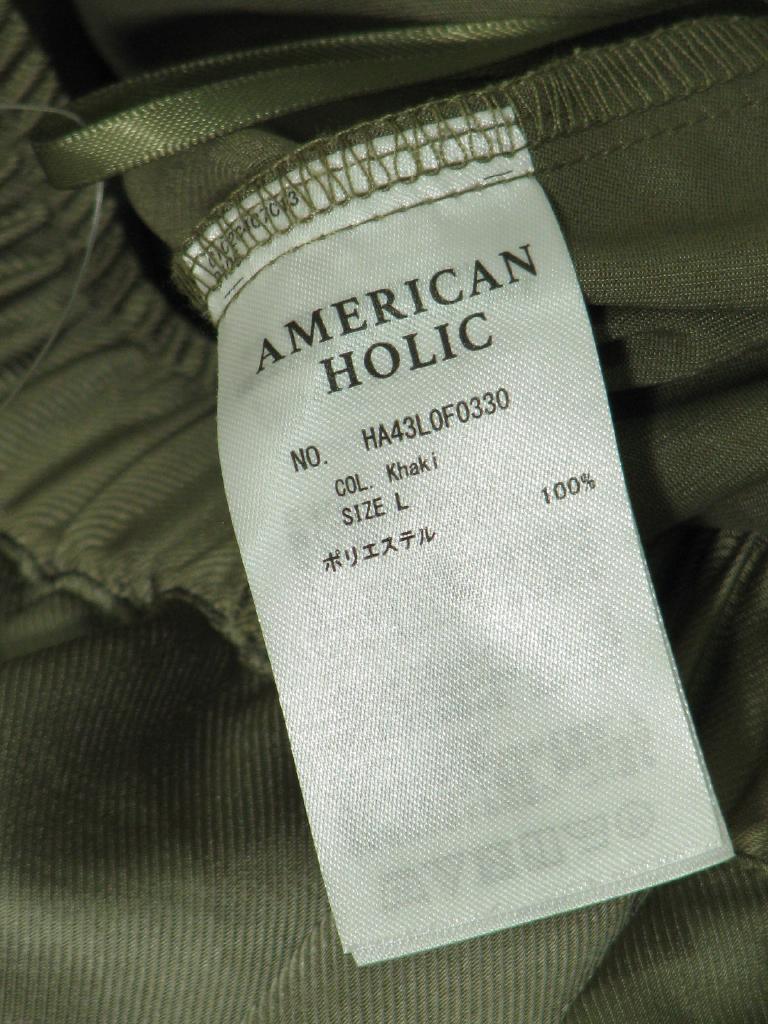 AMERICAN
HOLIC
NO. HA43L0F0330
COL. Khaki
SIZE L
ポリエステル 100%